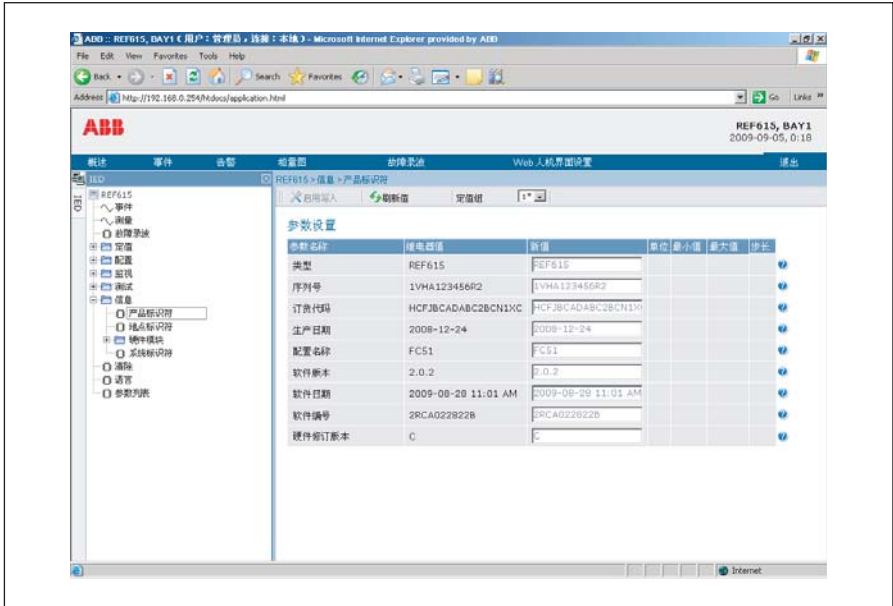 ABB :: REF615, BAY1 ( 用户：管理员，连接：本地 ) - Microsoft Internet Explorer provided by ABB
File Edit View Favorites Tools Help
Back Search Favorites
Address http://192.168.0.254/htdocs/application.html Go Links
ABB
REF615, BAY1
2009-09-05, 0:18
概述 事件 告警 相量图 故障录波 Web 人机界面设置 退出
IED REF615 > 信息 > 产品标识符
IED
启用写入 刷新值 定值组 1*
REF615
事件
测量
故障录波
定值
配置
监视
测试
信息
产品标识符
地点标识符
硬件模块
系统标识符
清除
语言
参数列表
参数设置
参数名称 继电器值 新值 单位 最小值 最大值 步长
类型 REF615 REF615
序列号 1VHA123456R2 1VHA123456R2
订货代码 HCFJBCADABC2BCN1XC HCFJBCADABC2BCN1X
生产日期 2008-12-24 2008-12-24
配置名称 FC51 FC51
软件版本 2.0.2 2.0.2
软件日期 2009-08-28 11:01 AM 2009-08-28 11:01 AM
软件编号 2RCA022822B 2RCA022822B
硬件修订版本 C C
Internet